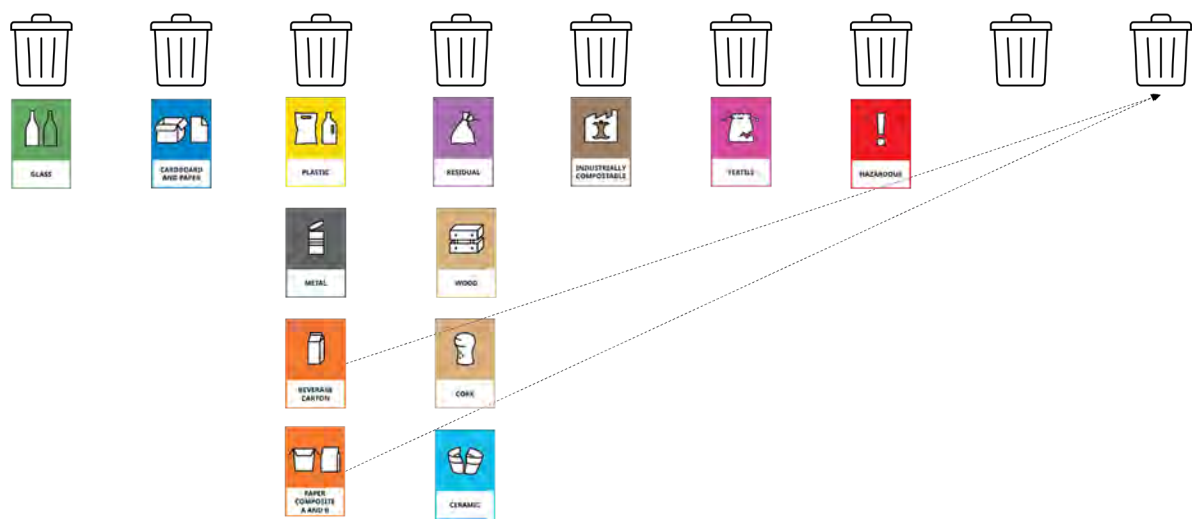 GLASS
CARDBOARD
AND PAPER
PLASTIC
RESIDUAL
INDUSTRIALLY
COMPOSTABLE
TEXTILE
HAZARDOUS
METAL
WOOD
BEVERAGE
CARTON
CORK
PAPER
COMPOSITE
A AND B
CERAMIC